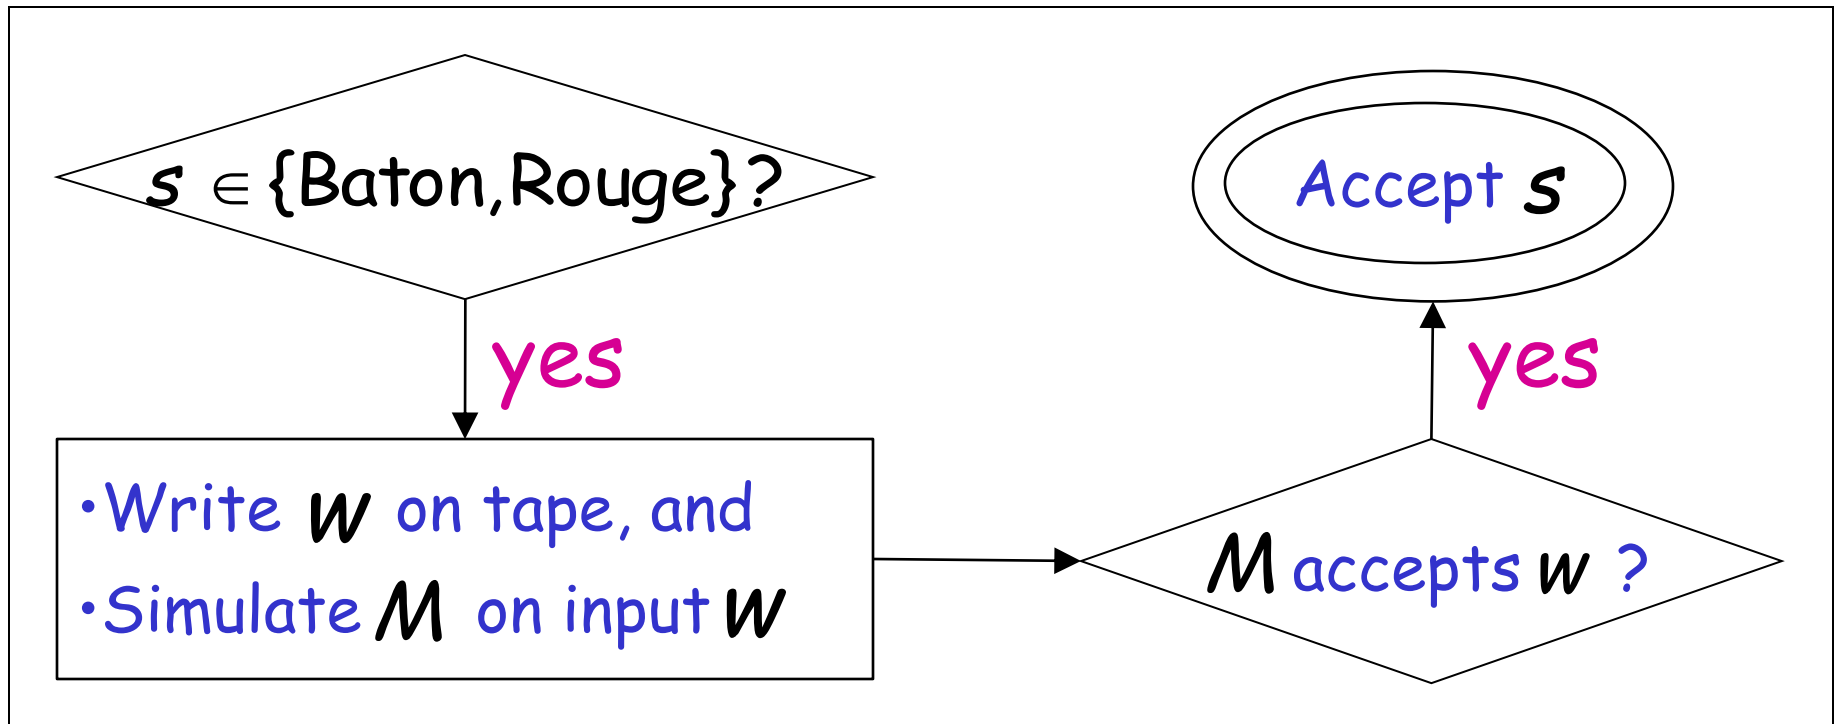 s ∈ {Baton,Rouge}?
yes
•Write w on tape, and
•Simulate M on input w
M accepts w ?
yes
Accept s